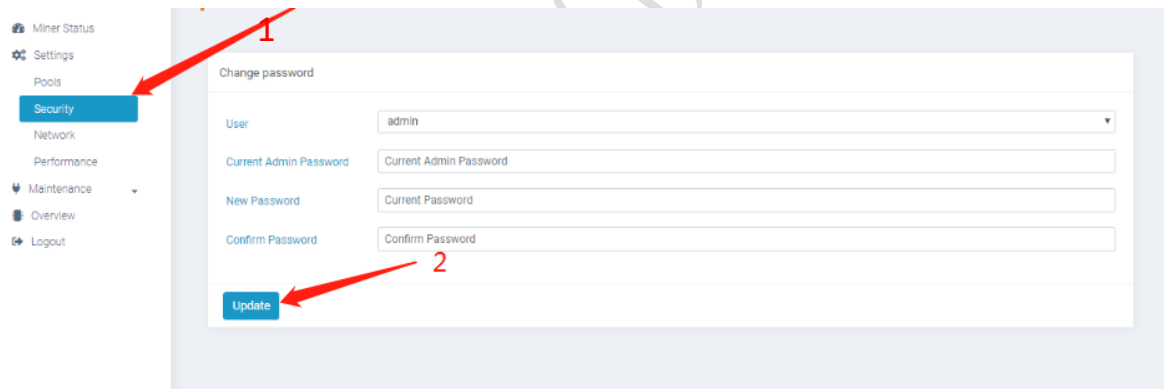 Miner Status
1
Settings
Pools
Change password
Security
User
admin
Network
Performance
Current Admin Password
Current Admin Password
Maintenance
New Password
Current Password
Overview
Logout
Confirm Password
Confirm Password
2
Update